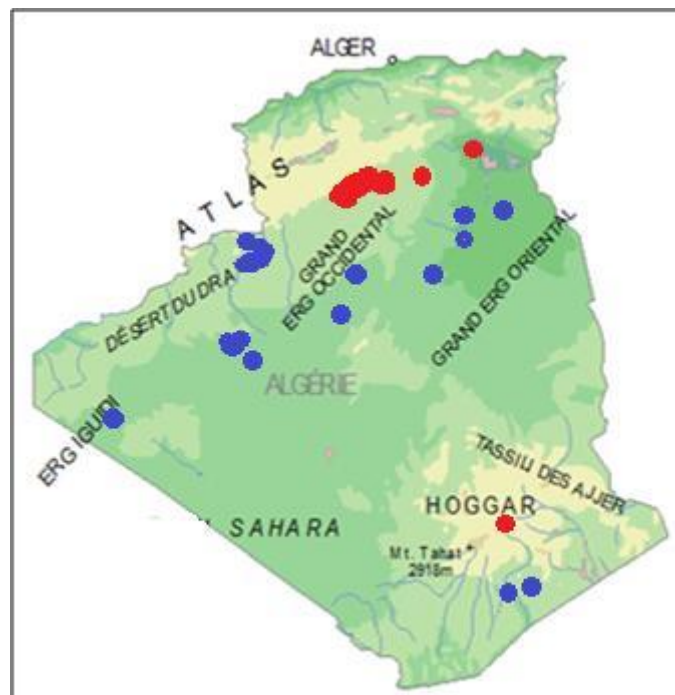 ALGER
ATLAS
GRAND
ERG OCCIDENTAL
DÉSERT DU DRA
GRAND ERG ORIENTAL
ALGÉRIE
ERG IGUIDI
TASSILI DES AJJER
HOGGAR
SAHARA
Mt. Tahat
2918m